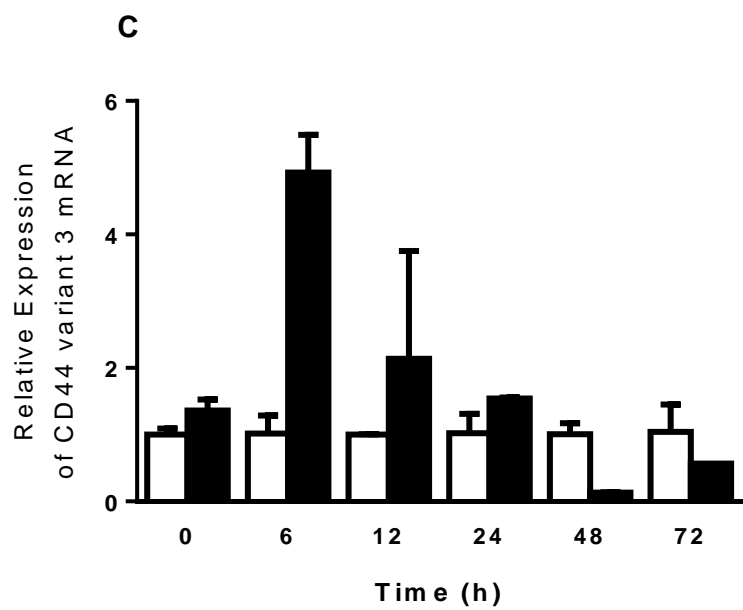 C
Relative Expression
of CD44 variant 3 mRNA
6
4
2
0
0 6 12 24 48 72
Time (h)